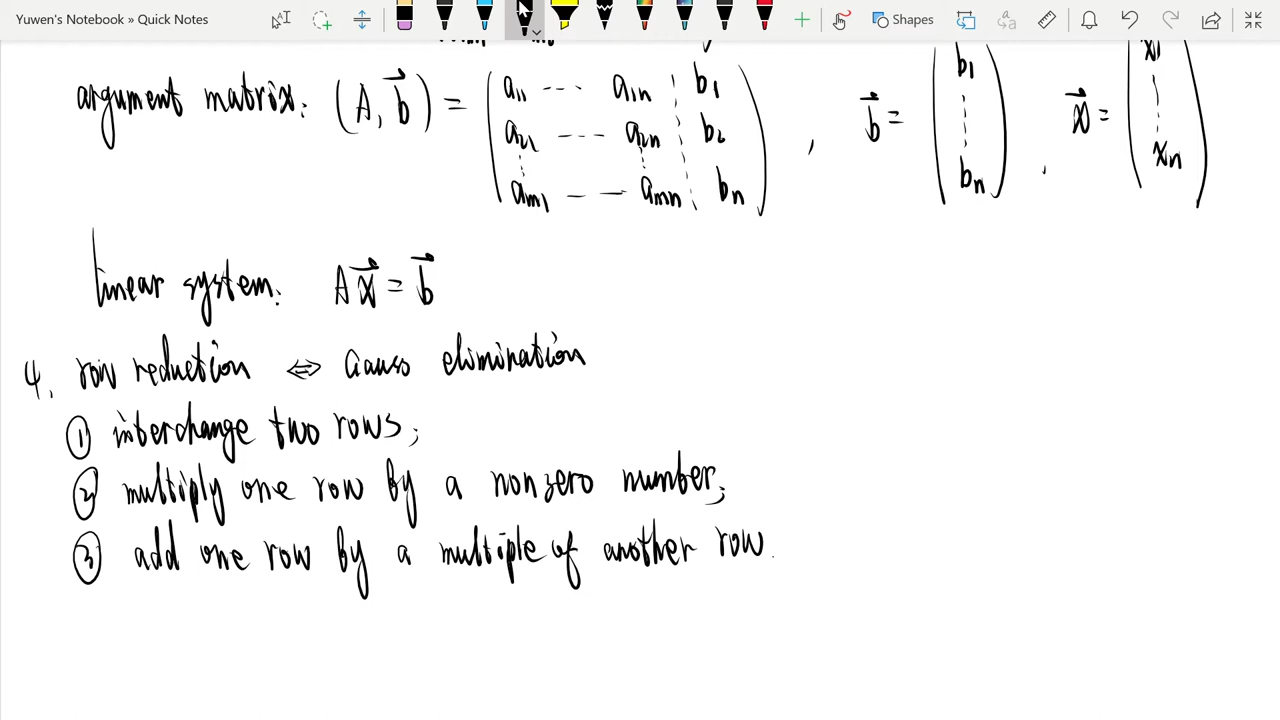 Yuwen's Notebook » Quick Notes
Shapes
argument matrix: (A, b⃗) = ( a11 ---- a1n | b1
a21 ---- a2n | b2
am1 — — amn | bn ) , b⃗ = ( b1
bn ) , x⃗ = ( x1
xn )
linear system: Ax⃗ = b⃗
4. row reduction ⇔ Gauss elimination
① interchange two rows;
② multiply one row by a nonzero number;
③ add one row by a multiple of another row.